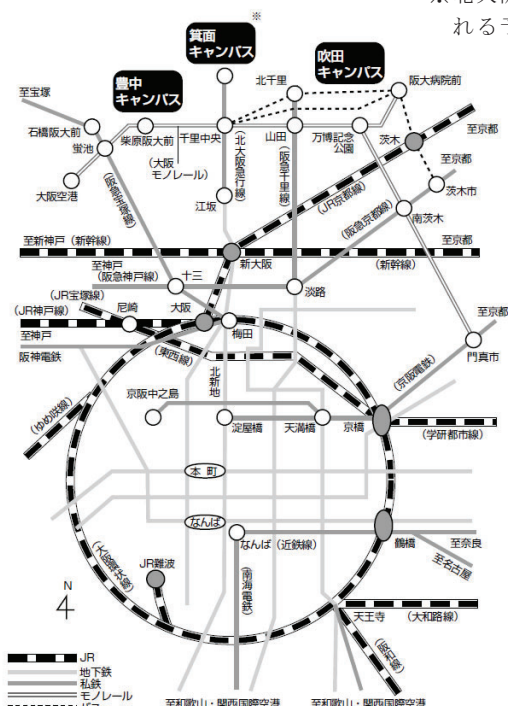 ※
れる
箕面
キャンパス
吹田
キャンパス
豊中
キャンパス
至宝塚
石橋阪大前
蛍池
柴原阪大前
千里中央
(大阪
モノレール)
大阪空港
(阪急宝塚線)
(北大阪急行線)
江坂
北千里
山田
(阪急千里線)
万博記念
公園
阪大病院前
茨木
至京都
至京都
茨木市
南茨木
(JR京都線)
(阪急京都線)
至新神戸(新幹線)
新大阪
至京都
(新幹線)
至神戸
(阪急神戸線)
十三
淡路
(JR宝塚線)
(JR神戸線)
尼崎
大阪
梅田
至神戸
阪神電鉄
(東西線)
北新地
至京都
門真市
(京阪電鉄)
京阪中之島
淀屋橋
天満橋
京橋
(学研都市線)
(ゆめ咲線)
本町
なんば
なんば(近鉄線)
鶴橋
至奈良
至名古屋
(大阪環状線)
JR難波
(南海電鉄)
天王寺
(大和路線)
(阪和線)
N
JR
地下鉄
私鉄
モノレール
至和歌山・関西国際空港
至和歌山・関西国際空港